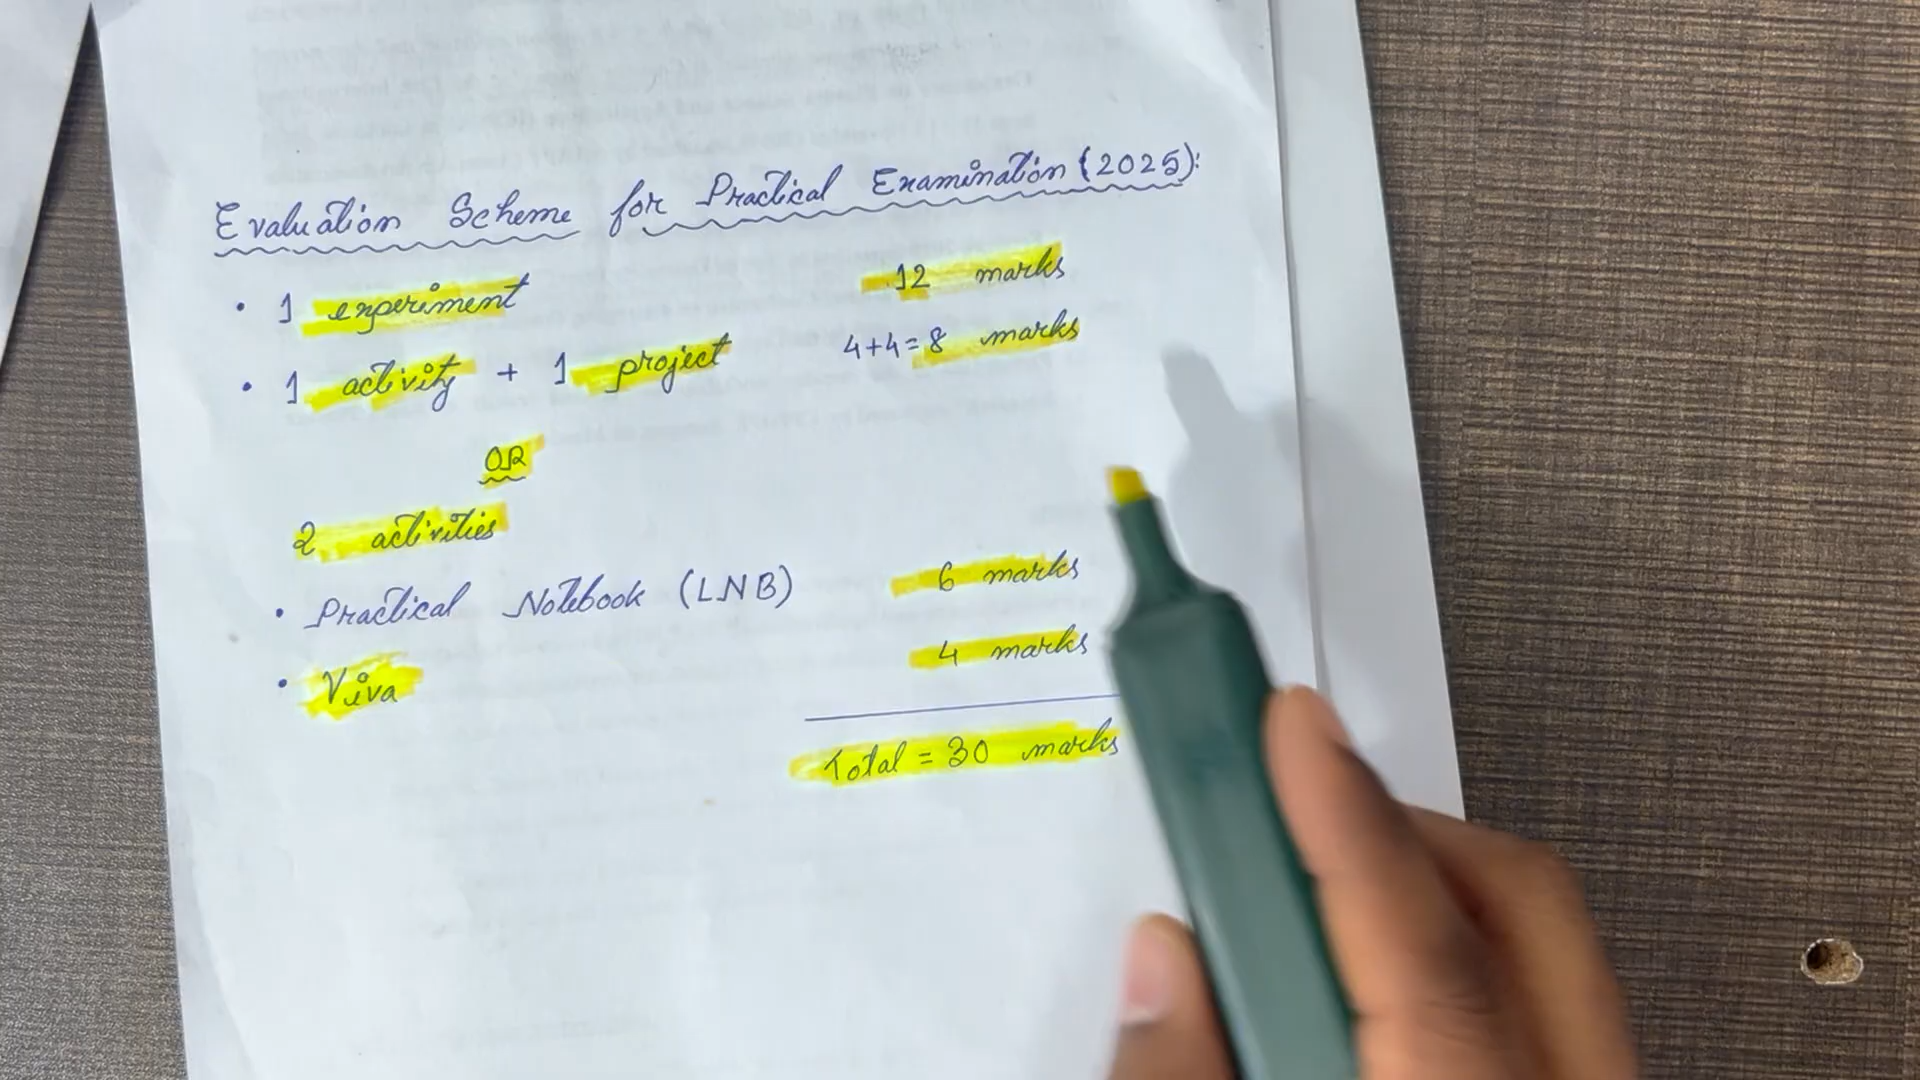 Evaluation Scheme for Practical Examination (2025):
• 1 experiment 12 marks
• 1 activity + 1 project 4+4=8 marks
OR
2 activities
• Practical Notebook (LNB) 6 marks
• Viva 4 marks
Total = 30 marks